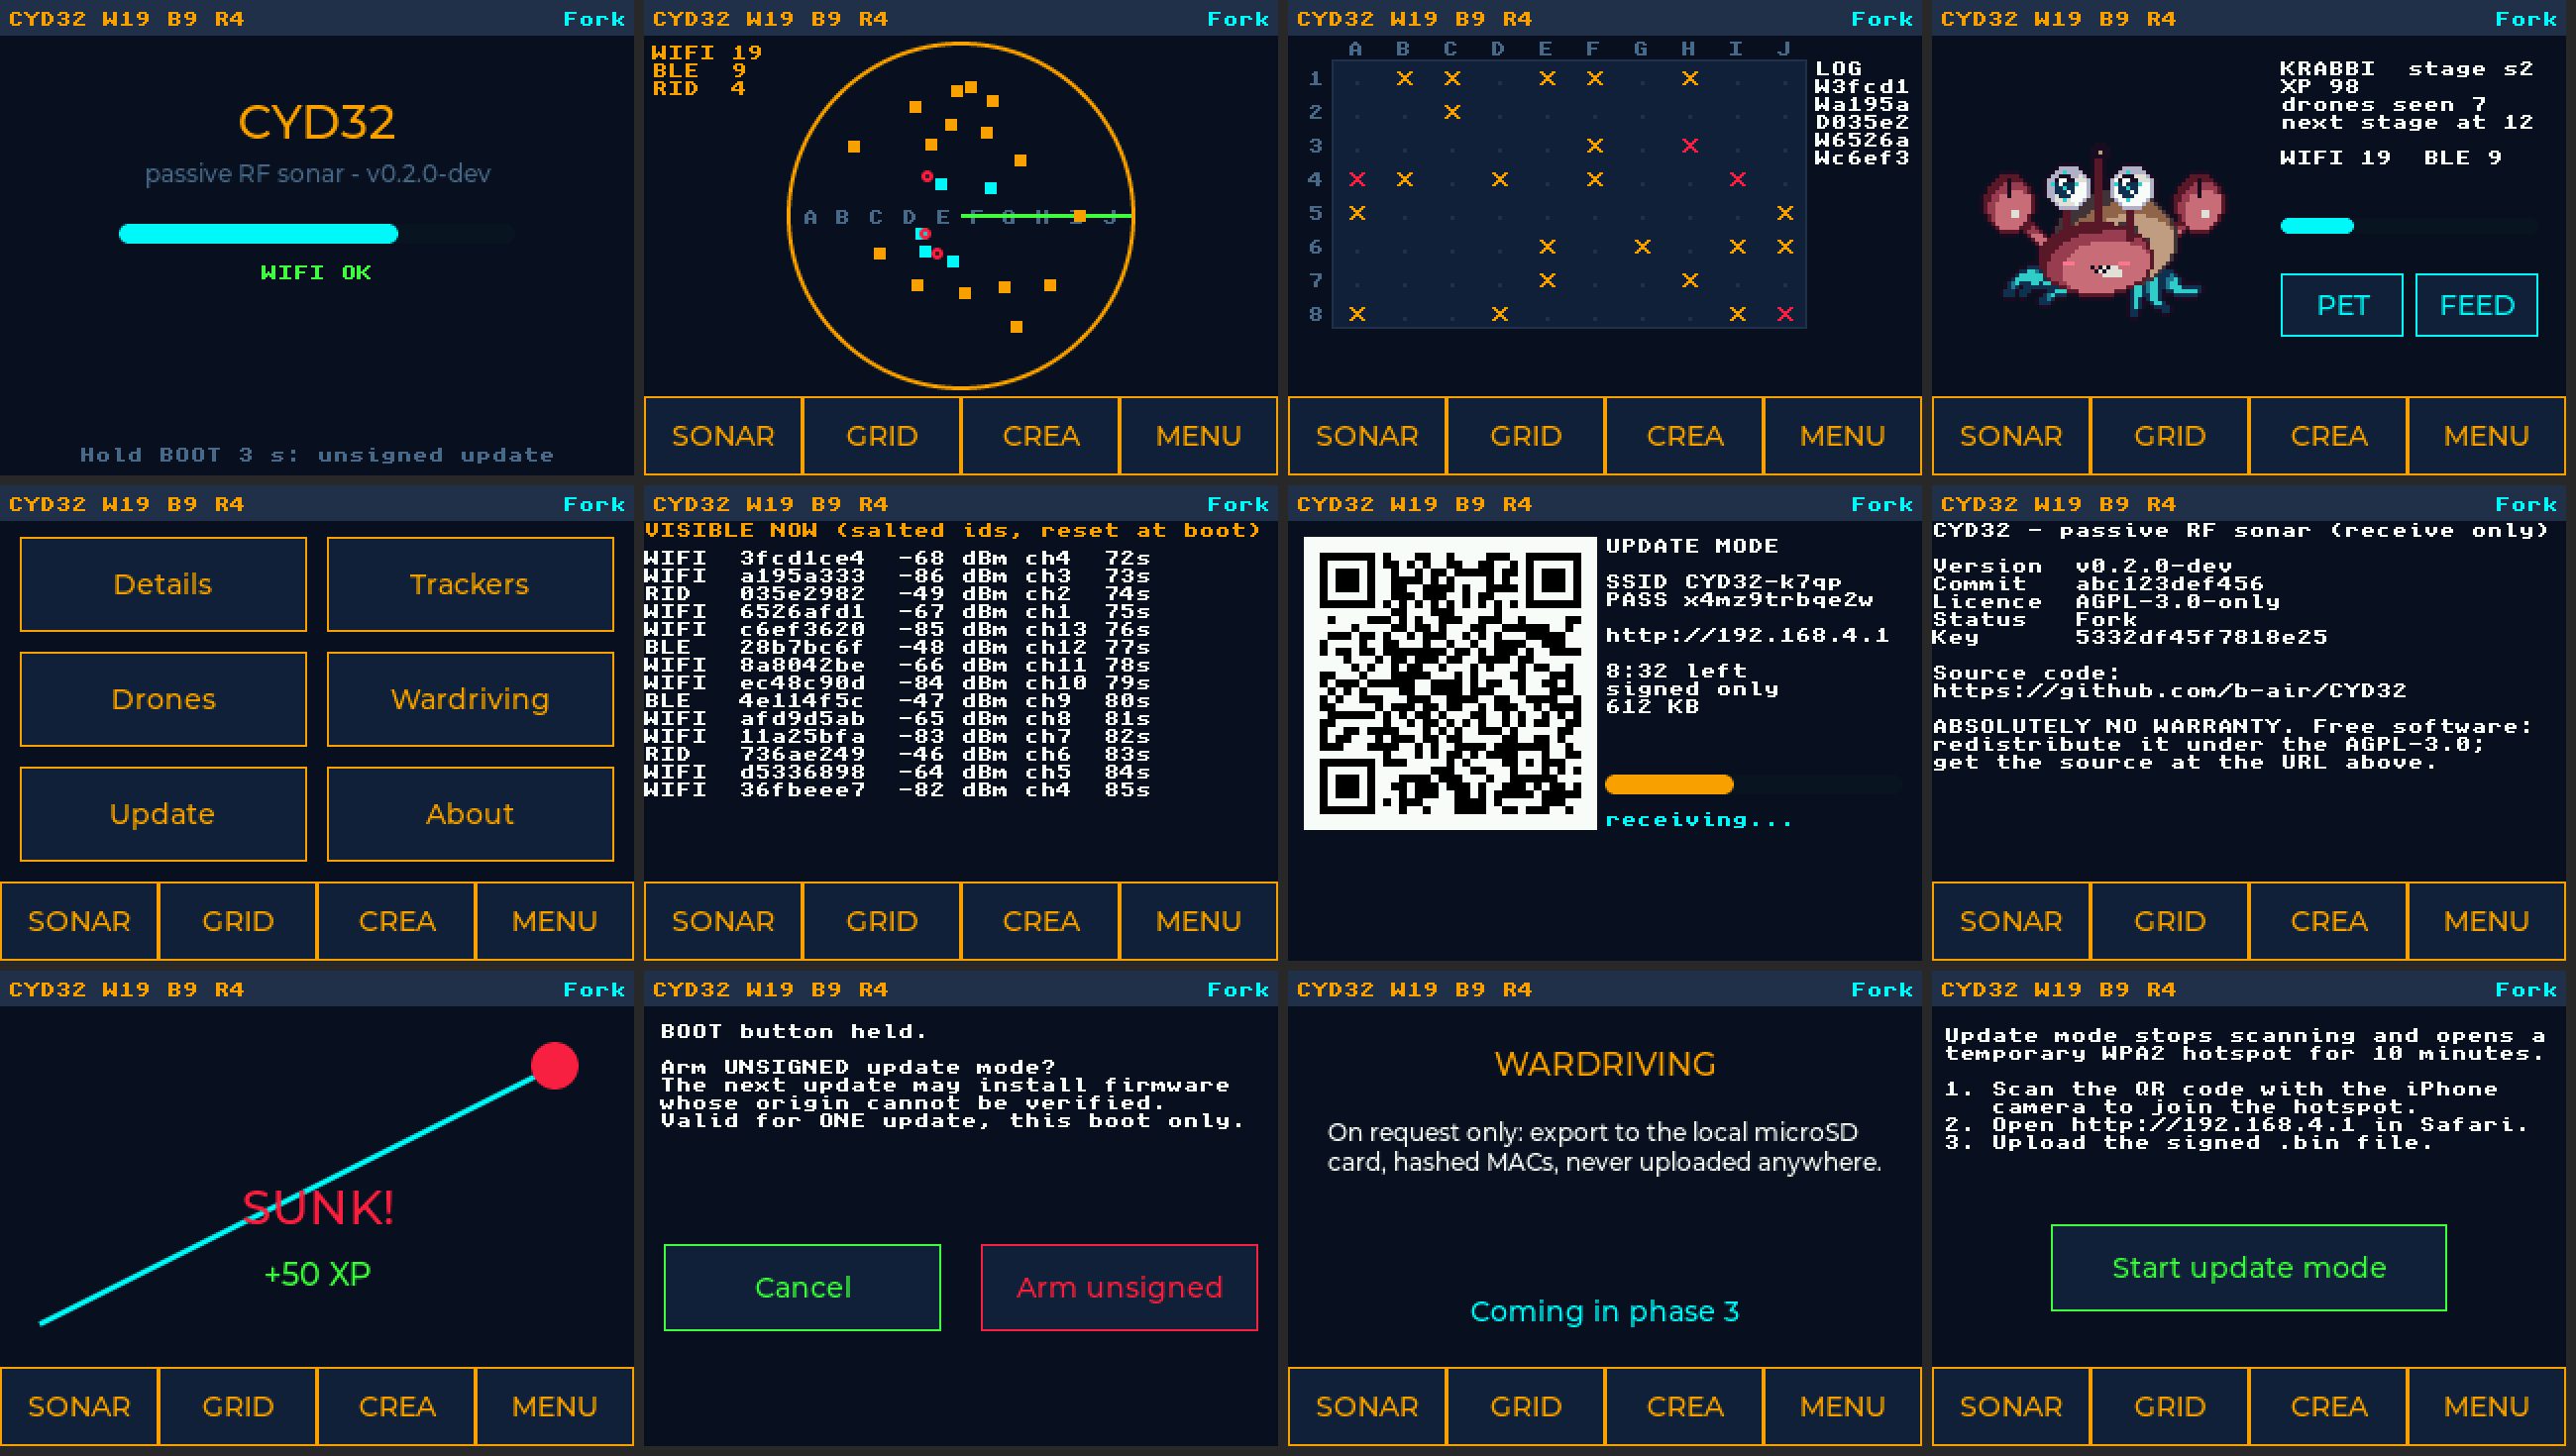 CYD32 W19 B9 R4 Fork
CYD32
passive RF sonar - v0.2.0-dev
WIFI OK
Hold BOOT 3 s: unsigned update
CYD32 W19 B9 R4 Fork
WIFI 19
BLE 9
RID 4
A B C D E F G H I J
SONAR GRID CREA MENU
CYD32 W19 B9 R4 Fork
A B C D E F G H I J
1
2
3
4
5
6
7
8
LOG
W3fcd1
Wa195a
D035e2
W6526a
Wc6ef3
SONAR GRID CREA MENU
CYD32 W19 B9 R4 Fork
KRABBI stage s2
XP 98
drones seen 7
next stage at 12
WIFI 19 BLE 9
PET FEED
SONAR GRID CREA MENU
CYD32 W19 B9 R4 Fork
Details Trackers
Drones Wardriving
Update About
SONAR GRID CREA MENU
CYD32 W19 B9 R4 Fork
VISIBLE NOW (salted ids, reset at boot)
WIFI 3fcd1ce4 -68 dBm ch4 72s
WIFI a195a333 -86 dBm ch3 73s
RID 035e2982 -49 dBm ch2 74s
WIFI 6526afd1 -67 dBm ch1 75s
WIFI c6ef3620 -85 dBm ch13 76s
BLE 28b7bc6f -48 dBm ch12 77s
WIFI 8a8042be -66 dBm ch11 78s
WIFI ec48c90d -84 dBm ch10 79s
BLE 4e114f5c -47 dBm ch9 80s
WIFI afd9d5ab -65 dBm ch8 81s
WIFI 11a25bfa -83 dBm ch7 82s
RID 736ae249 -46 dBm ch6 83s
WIFI d5336898 -64 dBm ch5 84s
WIFI 36fbeee7 -82 dBm ch4 85s
SONAR GRID CREA MENU
CYD32 W19 B9 R4 Fork
UPDATE MODE
SSID CYD32-k7qp
PASS x4mz9trbqe2w
http://192.168.4.1
8:32 left
signed only
612 KB
receiving...
CYD32 W19 B9 R4 Fork
CYD32 - passive RF sonar (receive only)
Version v0.2.0-dev
Commit abc123def456
Licence AGPL-3.0-only
Status Fork
Key 5332df45f7818e25
Source code:
https://github.com/b-air/CYD32
ABSOLUTELY NO WARRANTY. Free software:
redistribute it under the AGPL-3.0;
get the source at the URL above.
SONAR GRID CREA MENU
CYD32 W19 B9 R4 Fork
SUNK!
+50 XP
SONAR GRID CREA MENU
CYD32 W19 B9 R4 Fork
BOOT button held.
Arm UNSIGNED update mode?
The next update may install firmware
whose origin cannot be verified.
Valid for ONE update, this boot only.
Cancel Arm unsigned
CYD32 W19 B9 R4 Fork
WARDRIVING
On request only: export to the local microSD
card, hashed MACs, never uploaded anywhere.
Coming in phase 3
SONAR GRID CREA MENU
CYD32 W19 B9 R4 Fork
Update mode stops scanning and opens a
temporary WPA2 hotspot for 10 minutes.
1. Scan the QR code with the iPhone
camera to join the hotspot.
2. Open http://192.168.4.1 in Safari.
3. Upload the signed .bin file.
Start update mode
SONAR GRID CREA MENU